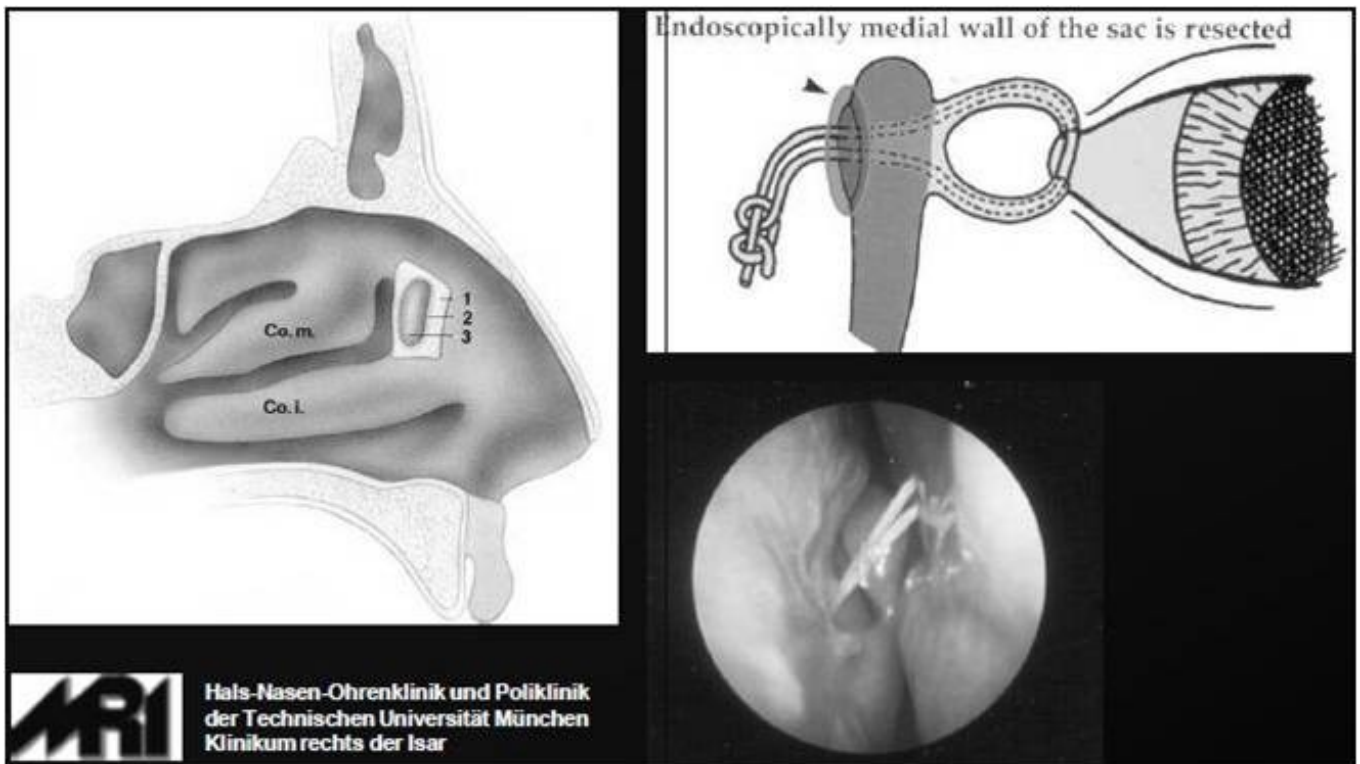 Endoscopically medial wall of the sac is resected
1
2
3
Co. m.
Co. i.
MRI
Hals-Nasen-Ohrenklinik und Poliklinik
der Technischen Universität München
Klinikum rechts der Isar